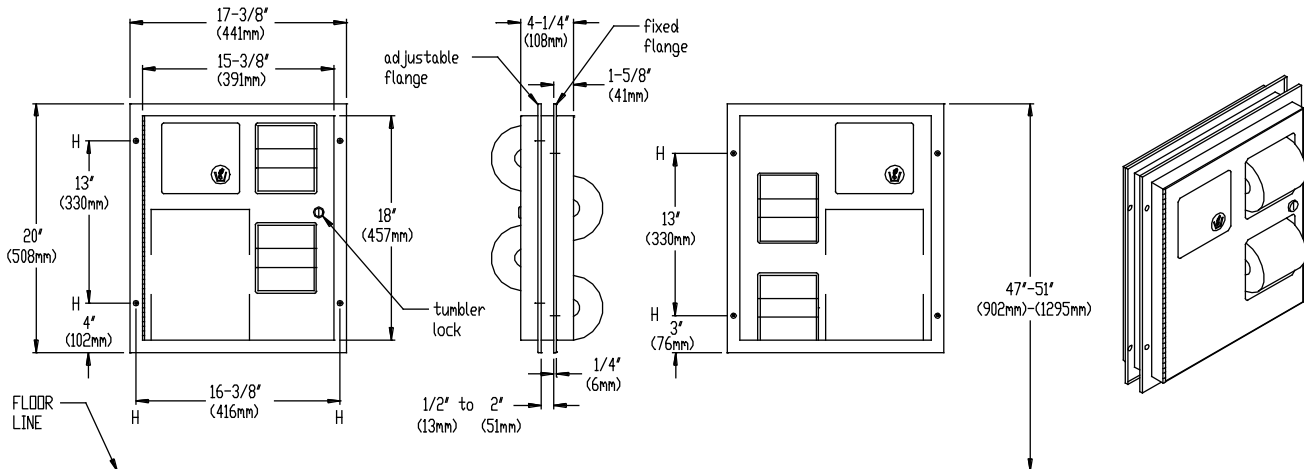 17-3/8"
(441mm)
15-3/8"
(391mm)
H
13"
(330mm)
20"
(508mm)
H
4"
(102mm)
18"
(457mm)
tumbler
lock
16-3/8"
(416mm)
H
H
FLOOR
LINE
4-1/4"
(108mm)
fixed
flange
adjustable
flange
1-5/8"
(41mm)
1/4"
(6mm)
1/2" to 2"
(13mm) (51mm)
H
13"
(330mm)
H
3"
(76mm)
47"-51"
(902mm)-(1295mm)